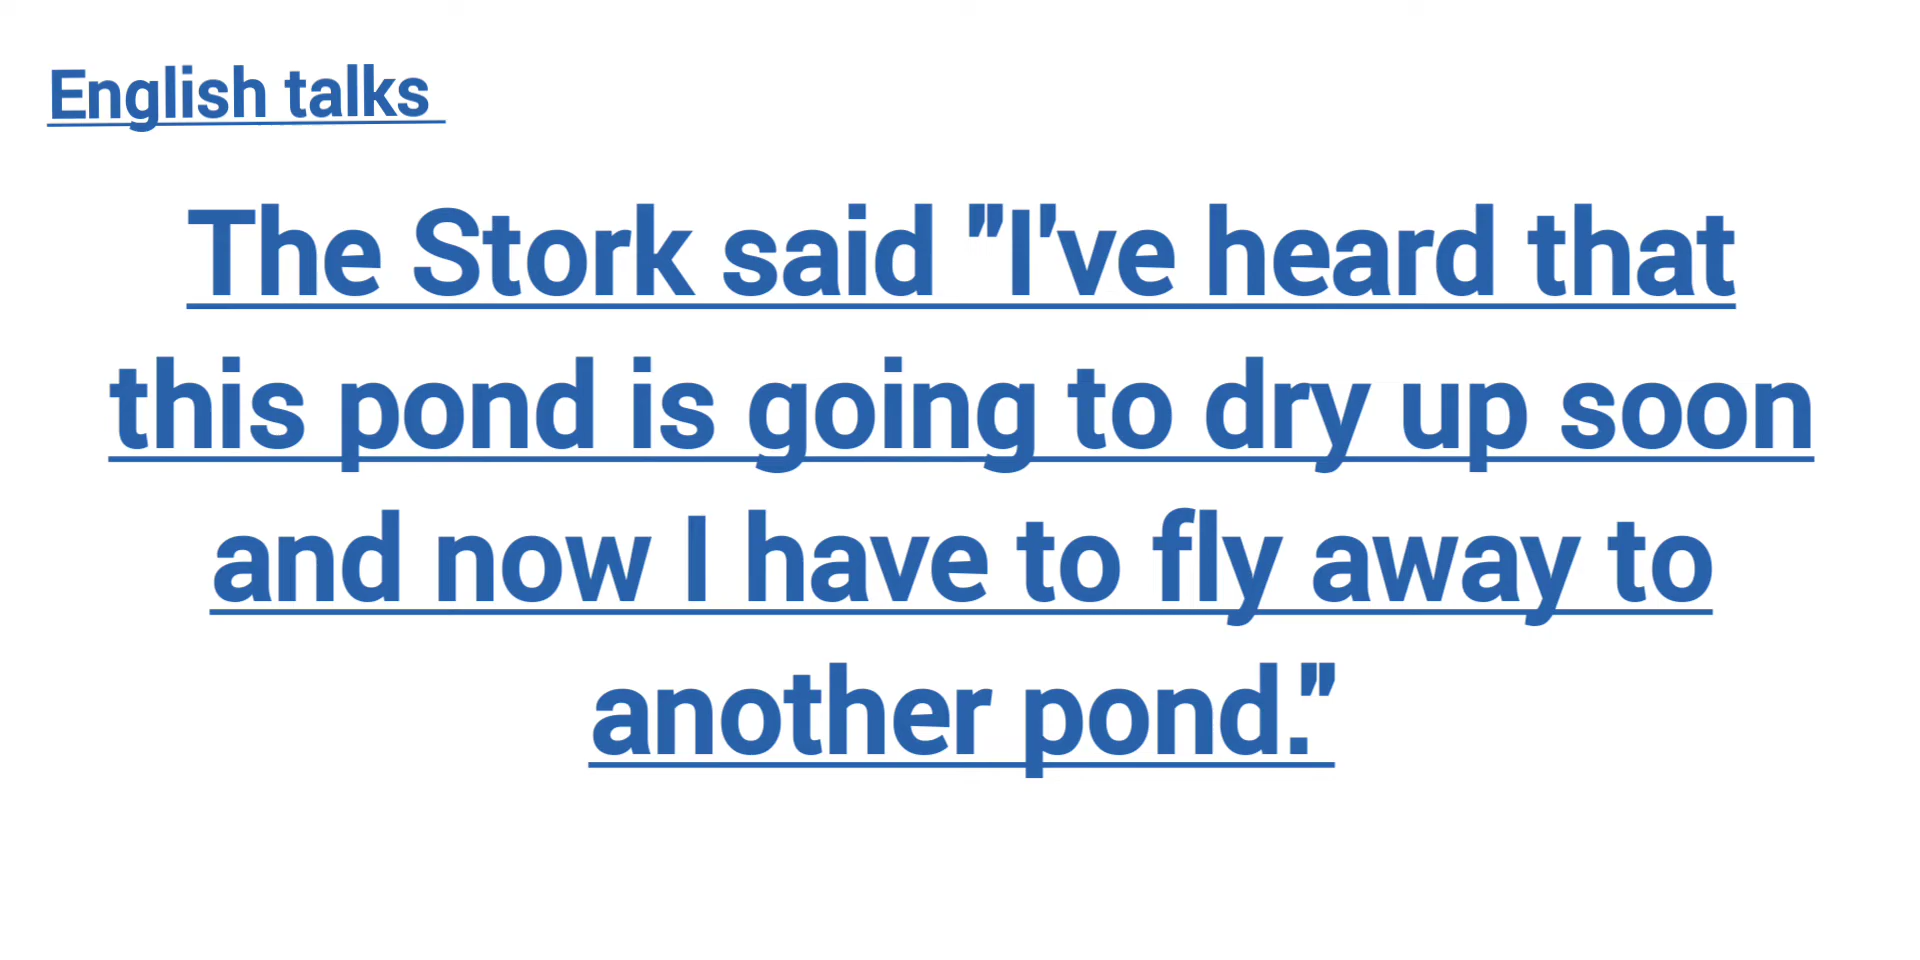 English talks
The Stork said "I've heard that
this pond is going to dry up soon
and now I have to fly away to
another pond."